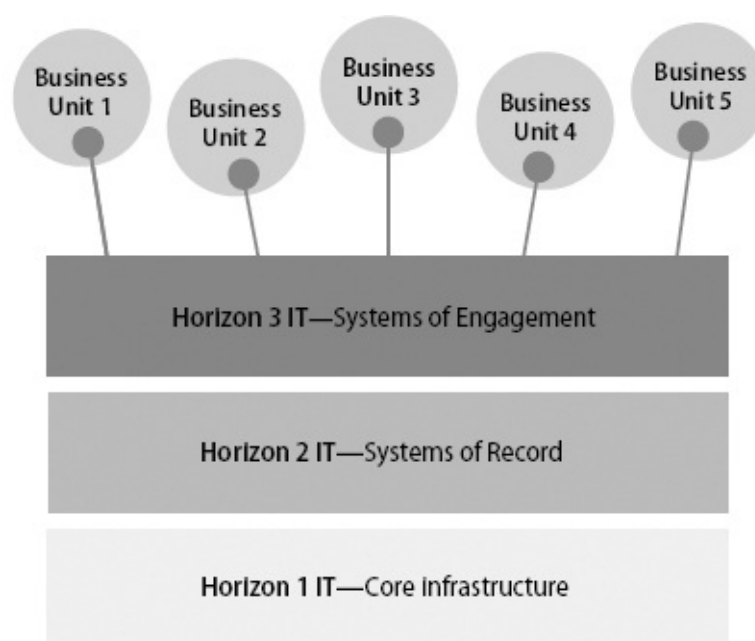 Business
Unit 1
Business
Unit 2
Business
Unit 3
Business
Unit 4
Business
Unit 5
Horizon 3 IT—Systems of Engagement
Horizon 2 IT—Systems of Record
Horizon 1 IT—Core infrastructure